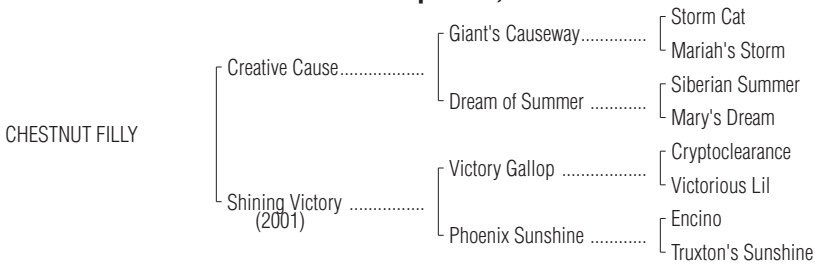 Storm Cat
Giant's Causeway..............
Mariah's Storm
Creative Cause..................
Siberian Summer
Dream of Summer ............
Mary's Dream
CHESTNUT FILLY
Cryptoclearance
Victory Gallop ..................
Victorious Lil
Shining Victory ................
(2001)
Encino
Phoenix Sunshine ............
Truxton's Sunshine